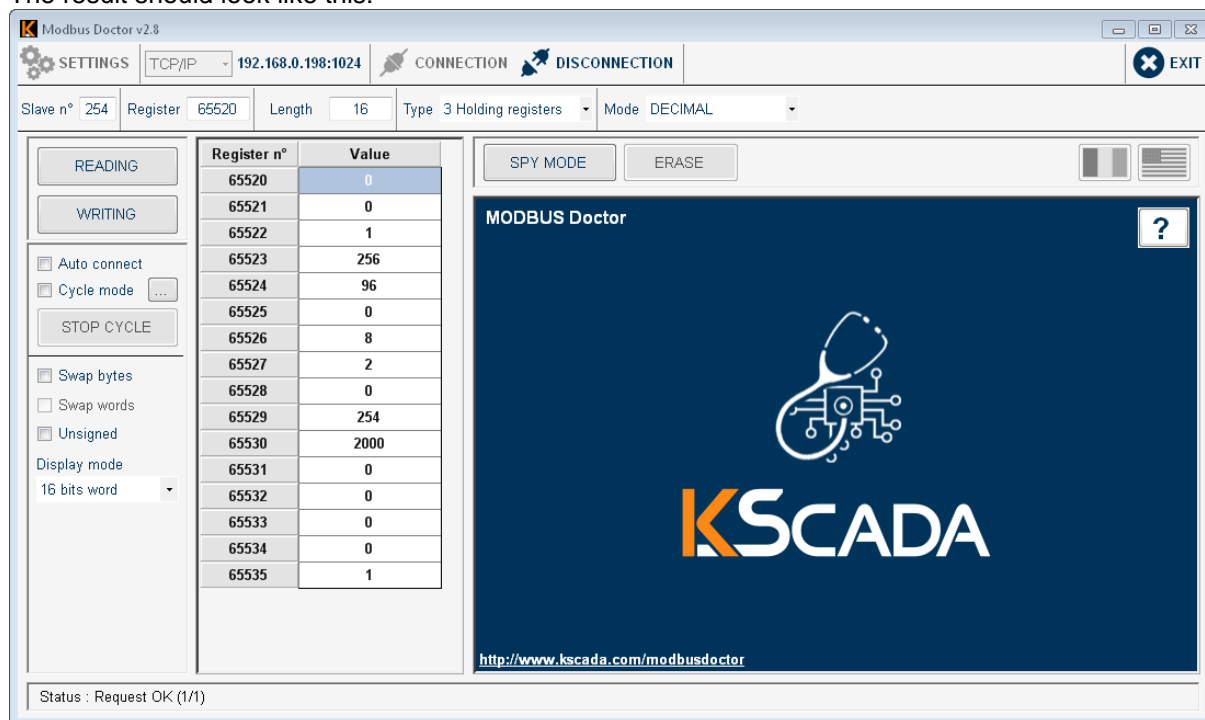 The result should look like this:
Modbus Doctor v2.8
SETTINGS TCP/IP 192.168.0.198:1024 CONNECTION DISCONNECTION EXIT
Slave n° 254 Register 65520 Length 16 Type 3 Holding registers Mode DECIMAL
READING
WRITING
Auto connect
Cycle mode ...
STOP CYCLE
Swap bytes
Swap words
Unsigned
Display mode
16 bits word
Register n° Value
65520 0
65521 0
65522 1
65523 256
65524 96
65525 0
65526 8
65527 2
65528 0
65529 254
65530 2000
65531 0
65532 0
65533 0
65534 0
65535 1
SPY MODE ERASE
MODBUS Doctor ?
KSCADA
http://www.kscada.com/modbusdoctor
Status : Request OK (1/1)